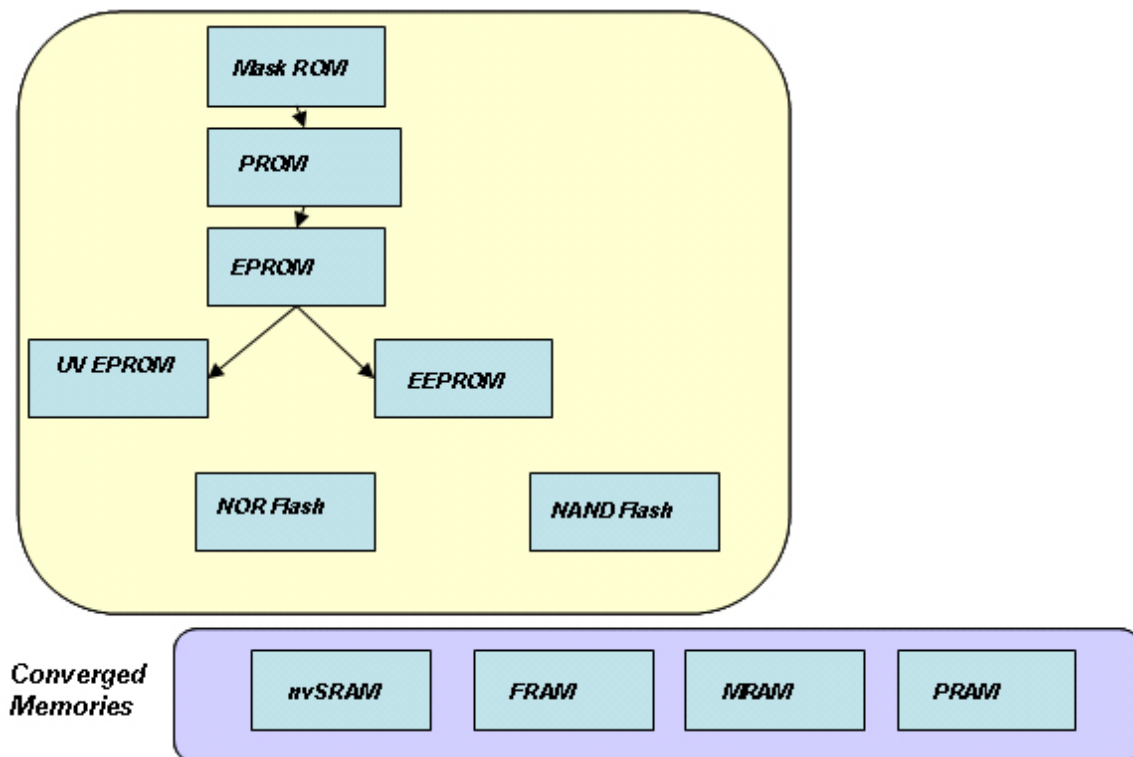 Mask ROM
PROM
EPROM
UV EPROM
EEPROM
NOR Flash
NAND Flash
Converged
Memories
nvSRAM
FRAM
MRAM
PRAM